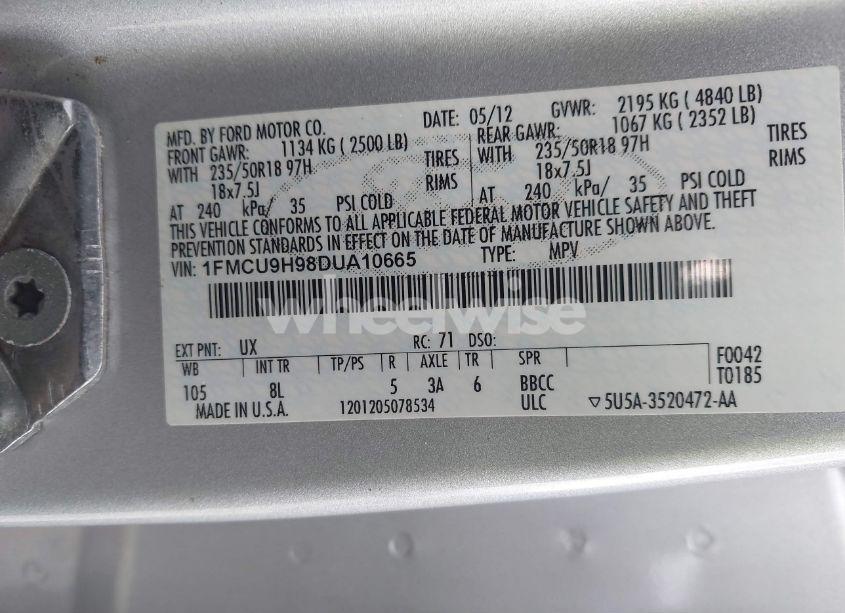 MFD. BY FORD MOTOR CO. DATE: 05/12 GVWR: 2195 KG ( 4840 LB)
FRONT GAWR: 1134 KG ( 2500 LB) REAR GAWR: 1067 KG ( 2352 LB)
WITH 235/50R18 97H TIRES WITH 235/50R18 97H TIRES
18x7.5J RIMS 18x7.5J RIMS
AT 240 kPa/ 35 PSI COLD AT 240 kPa/ 35 PSI COLD
THIS VEHICLE CONFORMS TO ALL APPLICABLE FEDERAL MOTOR VEHICLE SAFETY AND THEFT
PREVENTION STANDARDS IN EFFECT ON THE DATE OF MANUFACTURE SHOWN ABOVE.
VIN: 1FMCU9H98DUA10665 TYPE: MPV
wheelwise
EXT PNT: UX RC: 71 DSO:
WB INT TR TP/PS R AXLE TR SPR F0042
105 8L 5 3A 6 BBCC T0185
MADE IN U.S.A. 1201205078534 ULC ▽5U5A-3520472-AA